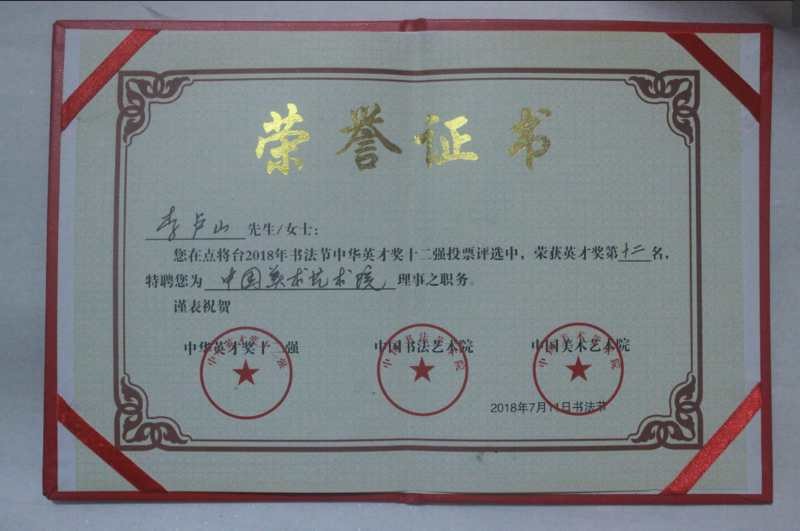 荣誉证书
李卢山 先生/女士:
您在点将台2018年书法节中华英才奖十二强投票评选中,荣获英才奖第十二名,
特聘您为 中国美术艺术院 理事之职务。
谨表祝贺
中华英才奖十二强 中国书法艺术院 中国美术艺术院
2018年7月11日书法节